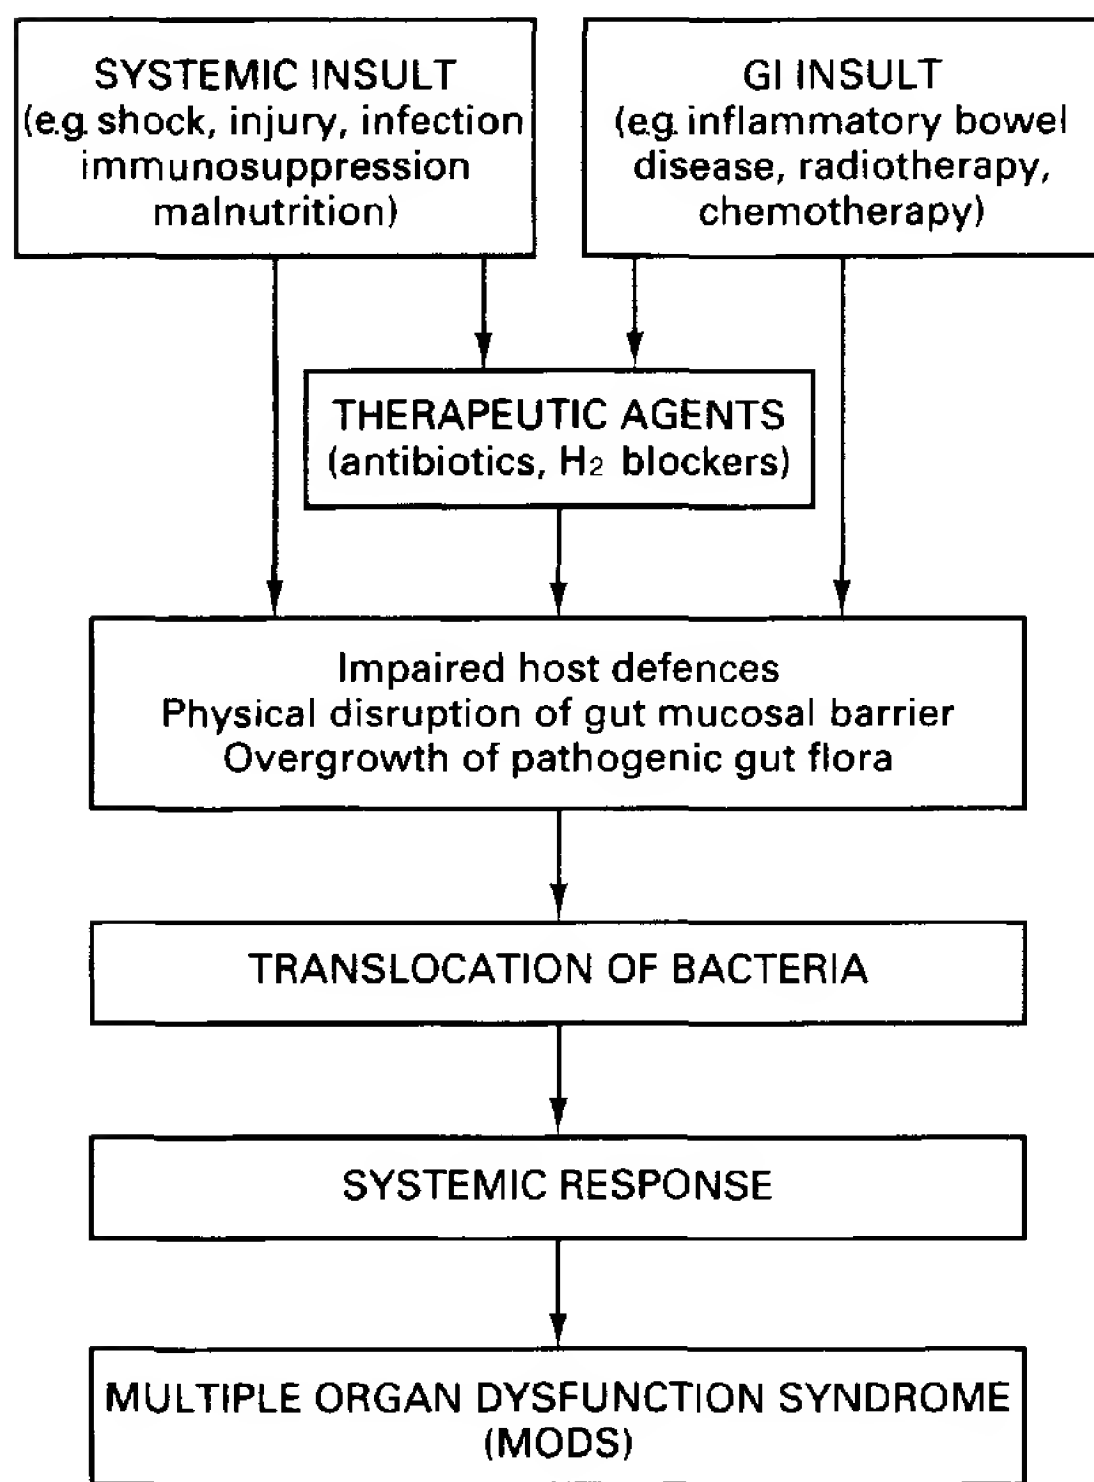 SYSTEMIC INSULT
(e.g. shock, injury, infection
immunosuppression
malnutrition)
GI INSULT
(e.g. inflammatory bowel
disease, radiotherapy,
chemotherapy)
THERAPEUTIC AGENTS
(antibiotics, H₂ blockers)
Impaired host defences
Physical disruption of gut mucosal barrier
Overgrowth of pathogenic gut flora
TRANSLOCATION OF BACTERIA
SYSTEMIC RESPONSE
MULTIPLE ORGAN DYSFUNCTION SYNDROME
(MODS)